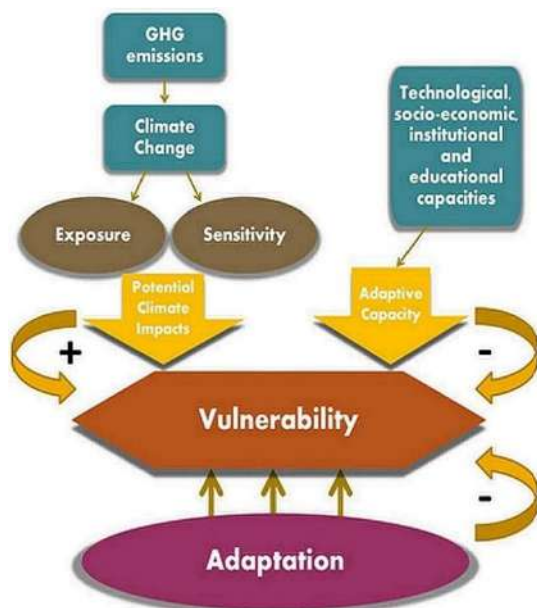 GHG
emissions
Climate
Change
Exposure
Sensitivity
Technological,
socio-economic,
institutional
and
educational
capacities
Potential
Climate
Impacts
Adaptive
Capacity
+
-
Vulnerability
-
Adaptation